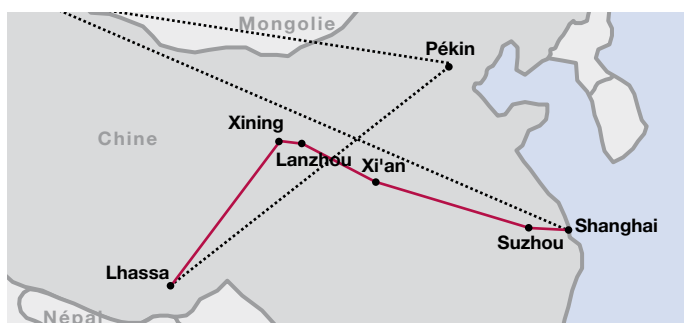 Mongolie
Pékin
Chine
Xining
Lanzhou
Xi'an
Shanghai
Suzhou
Lhassa
Népal